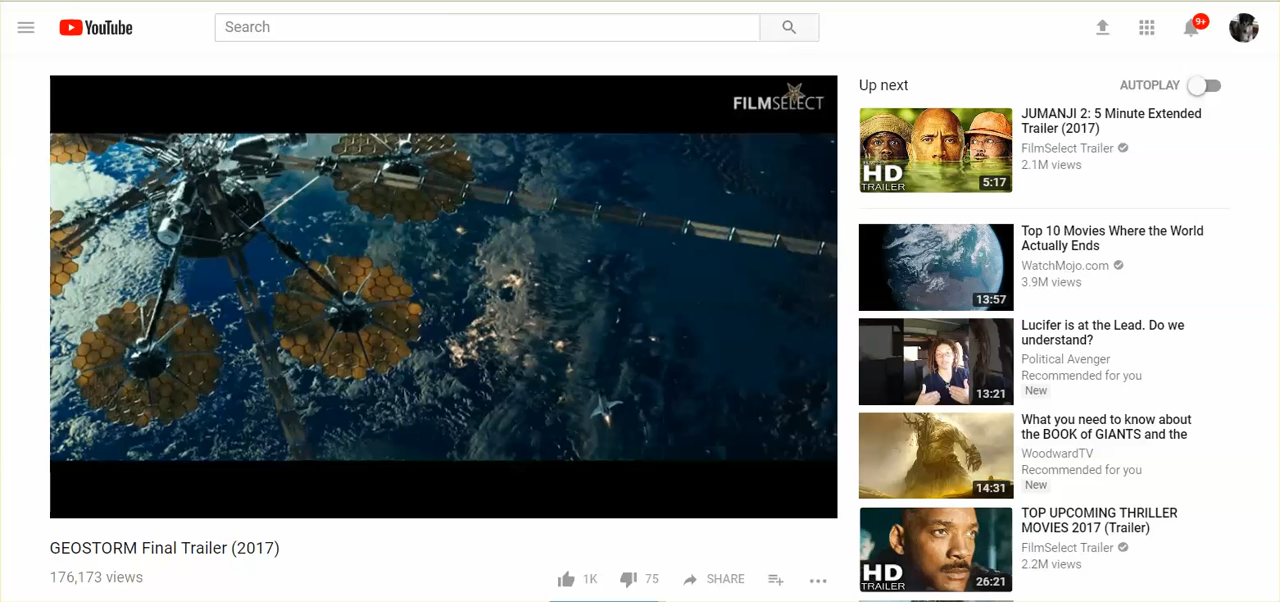 YouTube
Search
9+
FILMSELECT
Up next
AUTOPLAY
HD
TRAILER
5:17
JUMANJI 2: 5 Minute Extended
Trailer (2017)
FilmSelect Trailer
2.1M views
13:57
Top 10 Movies Where the World
Actually Ends
WatchMojo.com
3.9M views
13:21
Lucifer is at the Lead. Do we
understand?
Political Avenger
Recommended for you
New
14:31
What you need to know about
the BOOK of GIANTS and the
WoodwardTV
Recommended for you
New
HD
TRAILER
26:21
TOP UPCOMING THRILLER
MOVIES 2017 (Trailer)
FilmSelect Trailer
2.2M views
GEOSTORM Final Trailer (2017)
176,173 views
1K
75
SHARE